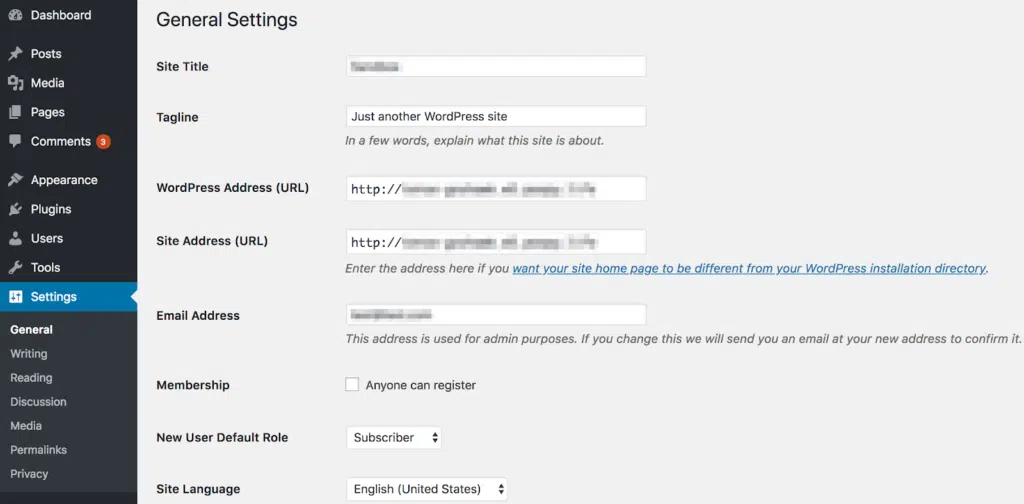 Dashboard
Posts
Media
Pages
Comments 3
Appearance
Plugins
Users
Tools
Settings
General
Writing
Reading
Discussion
Media
Permalinks
Privacy
General Settings
Site Title
Tagline
Just another WordPress site
In a few words, explain what this site is about.
WordPress Address (URL)
http://
Site Address (URL)
http://
Enter the address here if you want your site home page to be different from your WordPress installation directory.
Email Address
This address is used for admin purposes. If you change this we will send you an email at your new address to confirm it.
Membership
Anyone can register
New User Default Role
Subscriber
Site Language
English (United States)